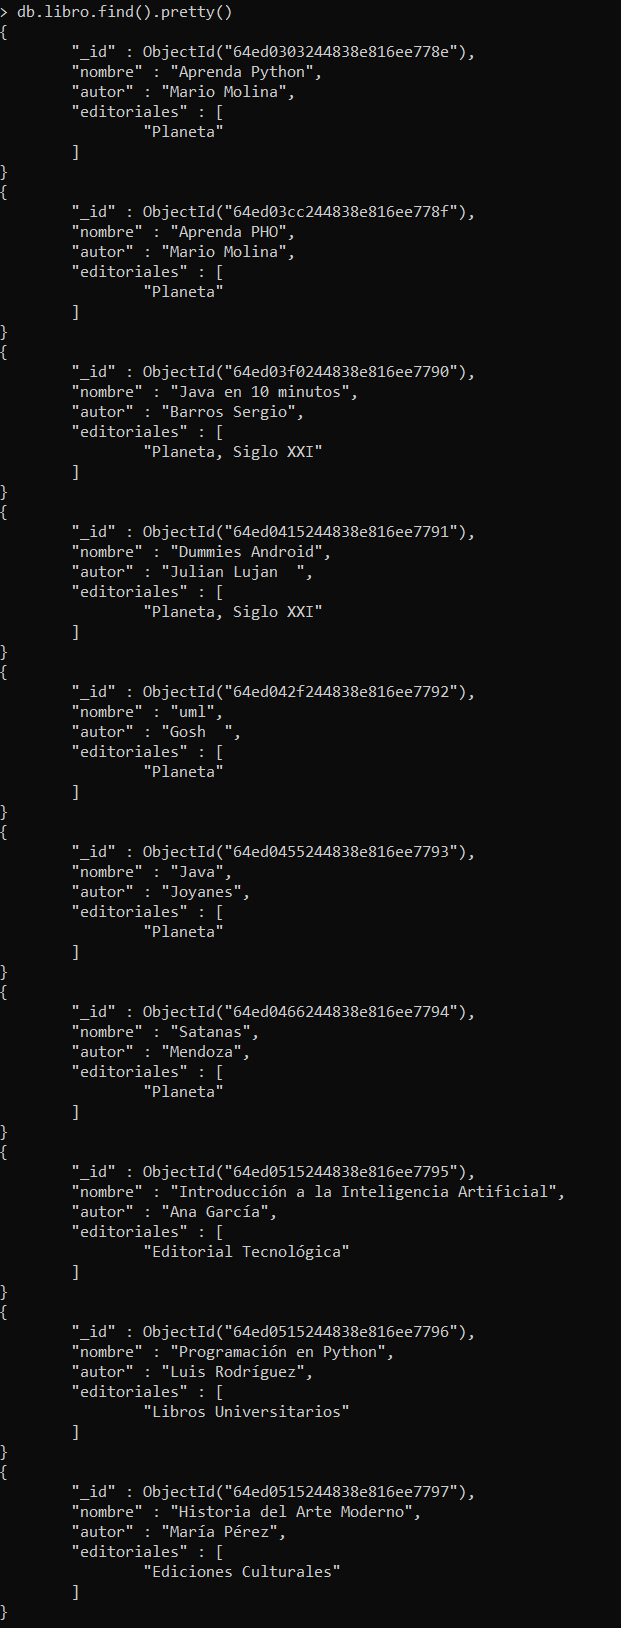 > db.libro.find().pretty()
{
        "_id" : ObjectId("64ed0303244838e816ee778e"),
        "nombre" : "Aprenda Python",
        "autor" : "Mario Molina",
        "editoriales" : [
                "Planeta"
        ]
}
{
        "_id" : ObjectId("64ed03cc244838e816ee778f"),
        "nombre" : "Aprenda PHO",
        "autor" : "Mario Molina",
        "editoriales" : [
                "Planeta"
        ]
}
{
        "_id" : ObjectId("64ed03f0244838e816ee7790"),
        "nombre" : "Java en 10 minutos",
        "autor" : "Barros Sergio",
        "editoriales" : [
                "Planeta, Siglo XXI"
        ]
}
{
        "_id" : ObjectId("64ed0415244838e816ee7791"),
        "nombre" : "Dummies Android",
        "autor" : "Julian Lujan  ",
        "editoriales" : [
                "Planeta, Siglo XXI"
        ]
}
{
        "_id" : ObjectId("64ed042f244838e816ee7792"),
        "nombre" : "uml",
        "autor" : "Gosh  ",
        "editoriales" : [
                "Planeta"
        ]
}
{
        "_id" : ObjectId("64ed0455244838e816ee7793"),
        "nombre" : "Java",
        "autor" : "Joyanes",
        "editoriales" : [
                "Planeta"
        ]
}
{
        "_id" : ObjectId("64ed0466244838e816ee7794"),
        "nombre" : "Satanas",
        "autor" : "Mendoza",
        "editoriales" : [
                "Planeta"
        ]
}
{
        "_id" : ObjectId("64ed0515244838e816ee7795"),
        "nombre" : "Introducción a la Inteligencia Artificial",
        "autor" : "Ana García",
        "editoriales" : [
                "Editorial Tecnológica"
        ]
}
{
        "_id" : ObjectId("64ed0515244838e816ee7796"),
        "nombre" : "Programación en Python",
        "autor" : "Luis Rodríguez",
        "editoriales" : [
                "Libros Universitarios"
        ]
}
{
        "_id" : ObjectId("64ed0515244838e816ee7797"),
        "nombre" : "Historia del Arte Moderno",
        "autor" : "María Pérez",
        "editoriales" : [
                "Ediciones Culturales"
        ]
}